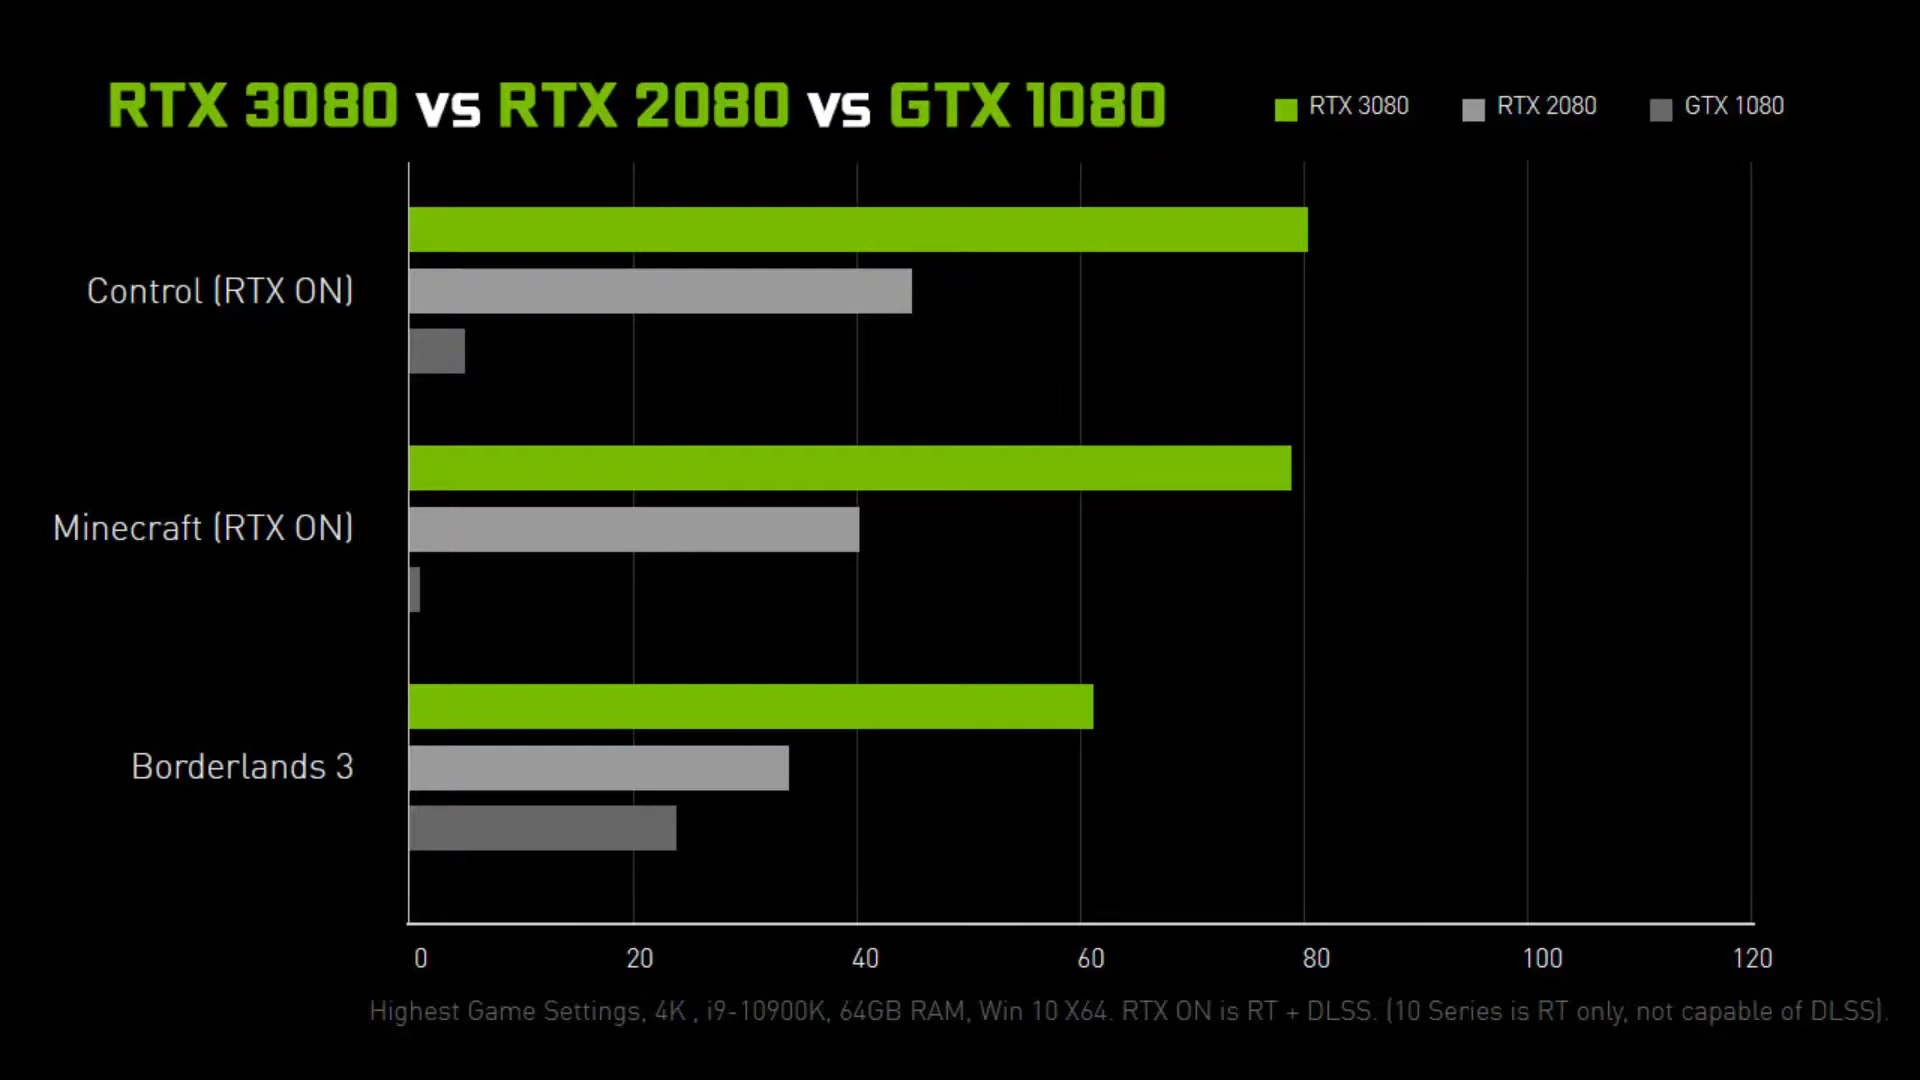 RTX 3080 vs RTX 2080 vs GTX 1080
RTX 3080 RTX 2080 GTX 1080
Control (RTX ON)
Minecraft (RTX ON)
Borderlands 3
0 20 40 60 80 100 120
Highest Game Settings, 4K , i9-10900K, 64GB RAM, Win 10 X64. RTX ON is RT + DLSS. (10 Series is RT only, not capable of DLSS).